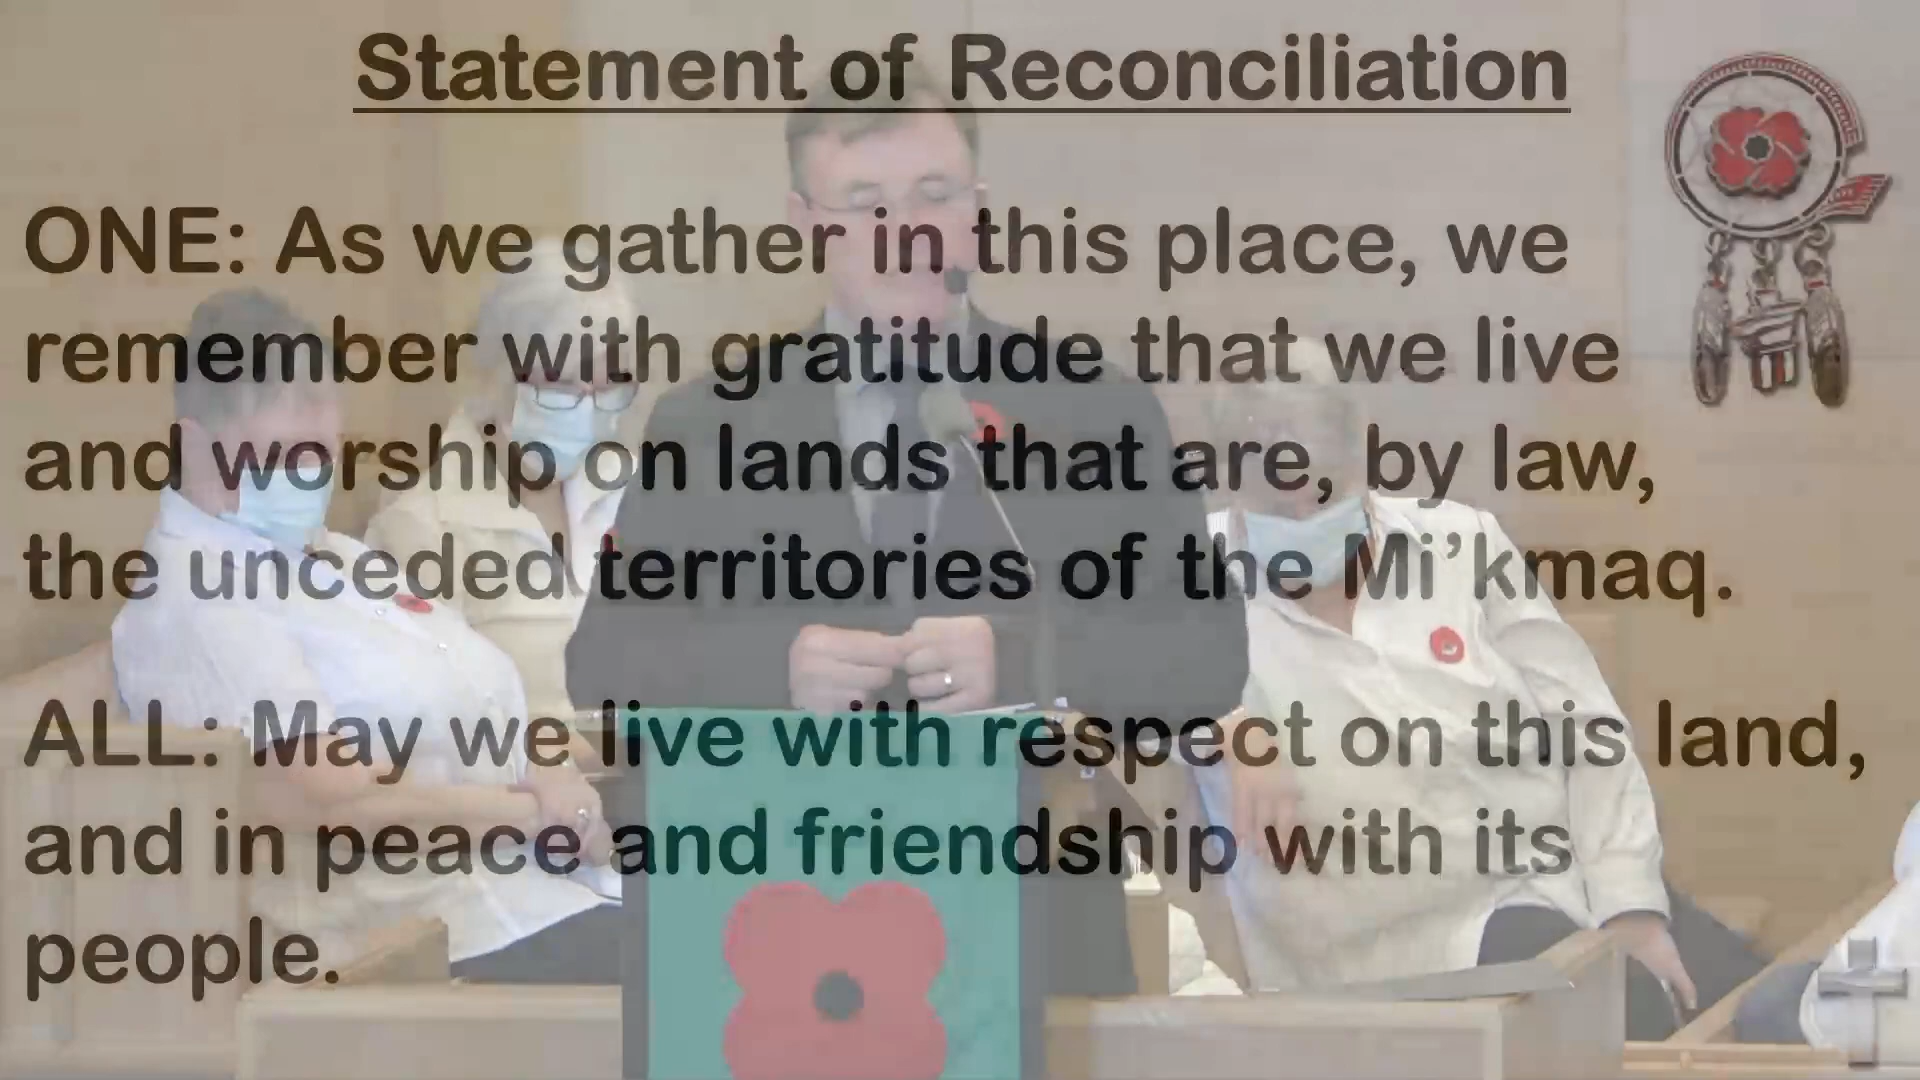 Statement of Reconciliation
ONE: As we gather in this place, we
remember with gratitude that we live
and worship on lands that are, by law,
the unceded territories of the Mi’kmaq.
ALL: May we live with respect on this land,
and in peace and friendship with its
people.